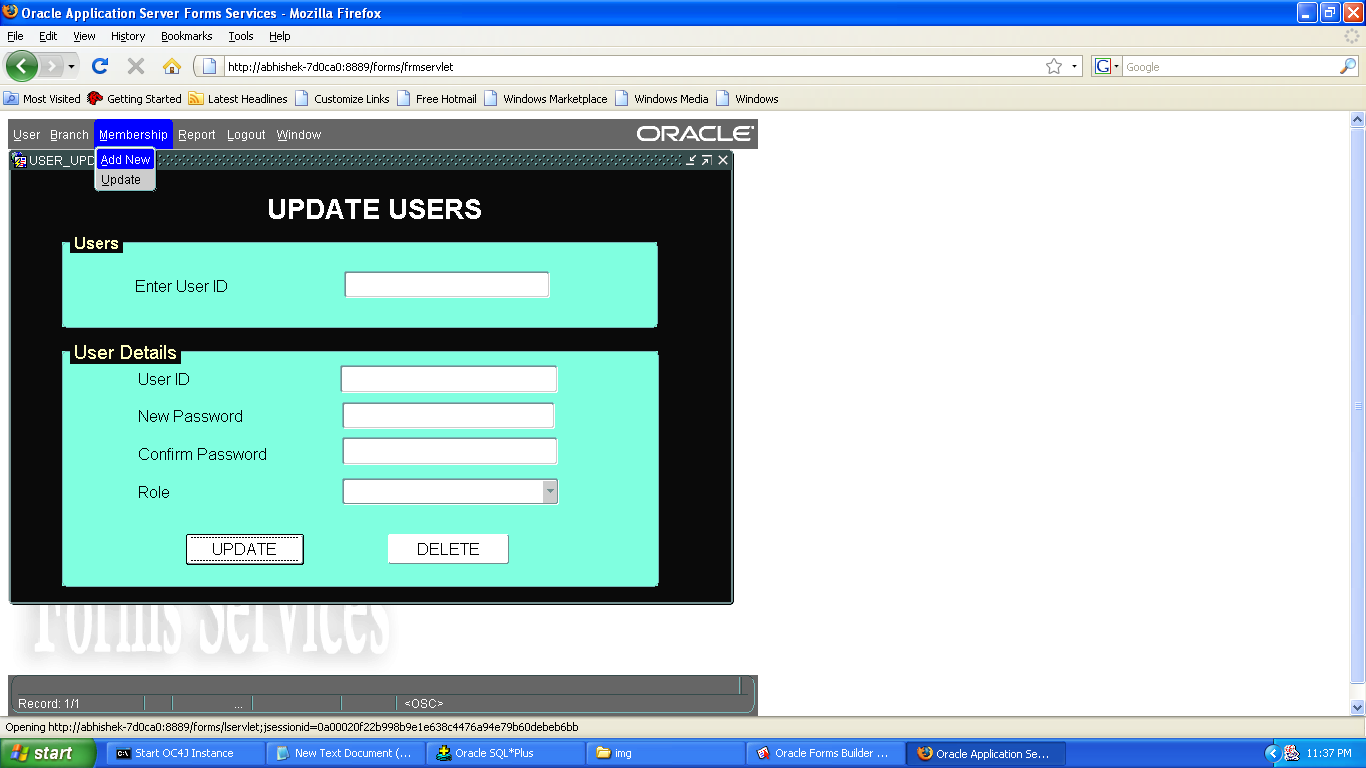 Oracle Application Server Forms Services - Mozilla Firefox
File Edit View History Bookmarks Tools Help
http://abhishek-7d0ca0:8889/forms/frmservlet
G Google
Most Visited Getting Started Latest Headlines Customize Links Free Hotmail Windows Marketplace Windows Media Windows
User Branch Membership Report Logout Window ORACLE
USER_UPD
Add New
Update
UPDATE USERS
Users
Enter User ID
User Details
User ID
New Password
Confirm Password
Role
UPDATE DELETE
Forms Services
Record: 1/1 ... <OSC>
Opening http://abhishek-7d0ca0:8889/forms/lservlet;jsessionid=0a00020f22b998b9e1e638c4476a94e79b60debeb6bb
start Start OC4J Instance New Text Document (... Oracle SQL*Plus img Oracle Forms Builder ... Oracle Application Se... 11:37 PM